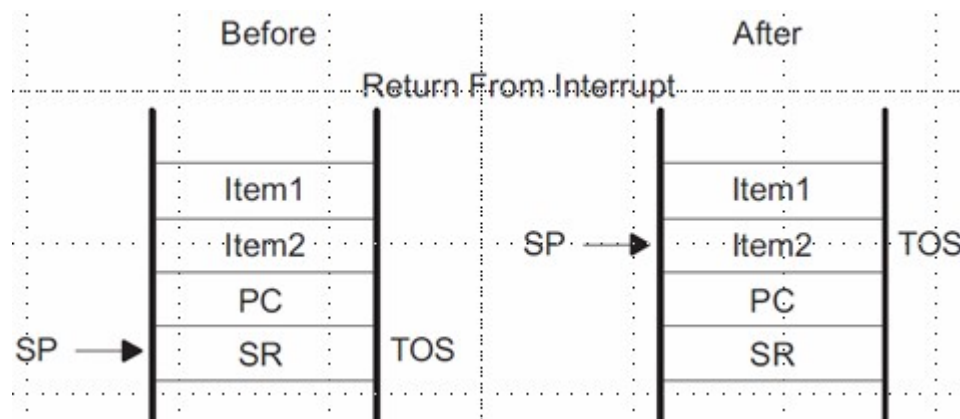 Before After
Return From Interrupt
Item1 Item1
Item2 SP Item2 TOS
PC PC
SP SR TOS SR